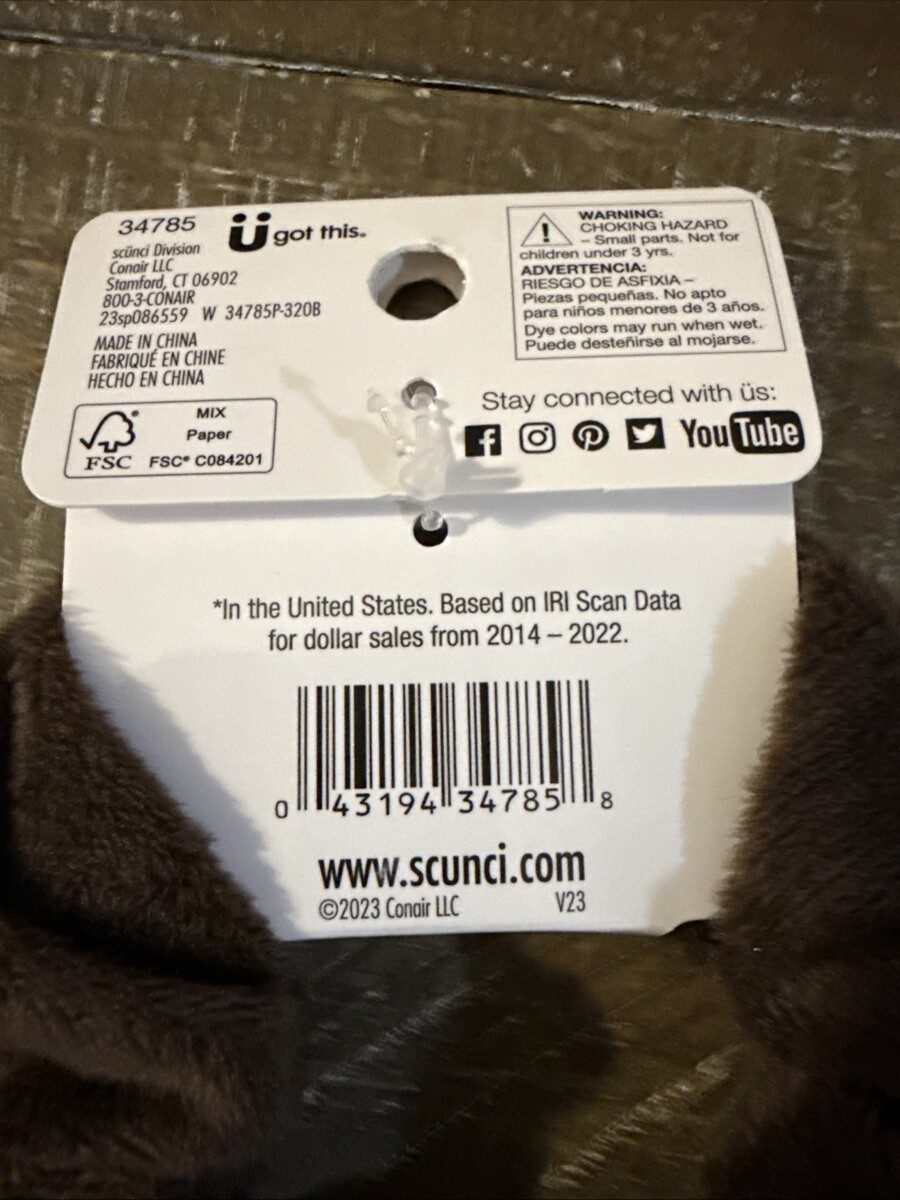 34785
scünci Division
Conair LLC
Stamford, CT 06902
800-3-CONAIR
23sp086559 W 34785P-320B
MADE IN CHINA
FABRIQUÉ EN CHINE
HECHO EN CHINA
FSC®
MIX
Paper
FSC® C084201
Ü got this®
WARNING:
CHOKING HAZARD
– Small parts. Not for
children under 3 yrs.
ADVERTENCIA:
RIESGO DE ASFIXIA –
Piezas pequeñas. No apto
para niños menores de 3 años.
Dye colors may run when wet.
Puede desteñirse al mojarse.
Stay connected with üs:
YouTube
*In the United States. Based on IRI Scan Data
for dollar sales from 2014 – 2022.
0 43194 34785 8
www.scunci.com
©2023 Conair LLC V23